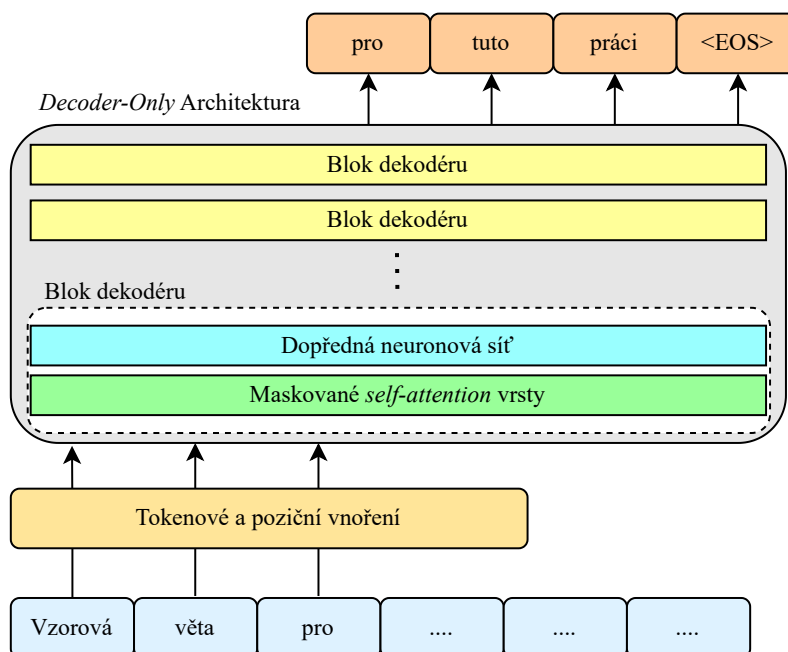 pro tuto práci <EOS>
Decoder-Only Architektura
Blok dekodéru
Blok dekodéru
Blok dekodéru
Dopředná neuronová síť
Maskované self-attention vrsty
Tokenové a poziční vnoření
Vzorová věta pro .... .... ....